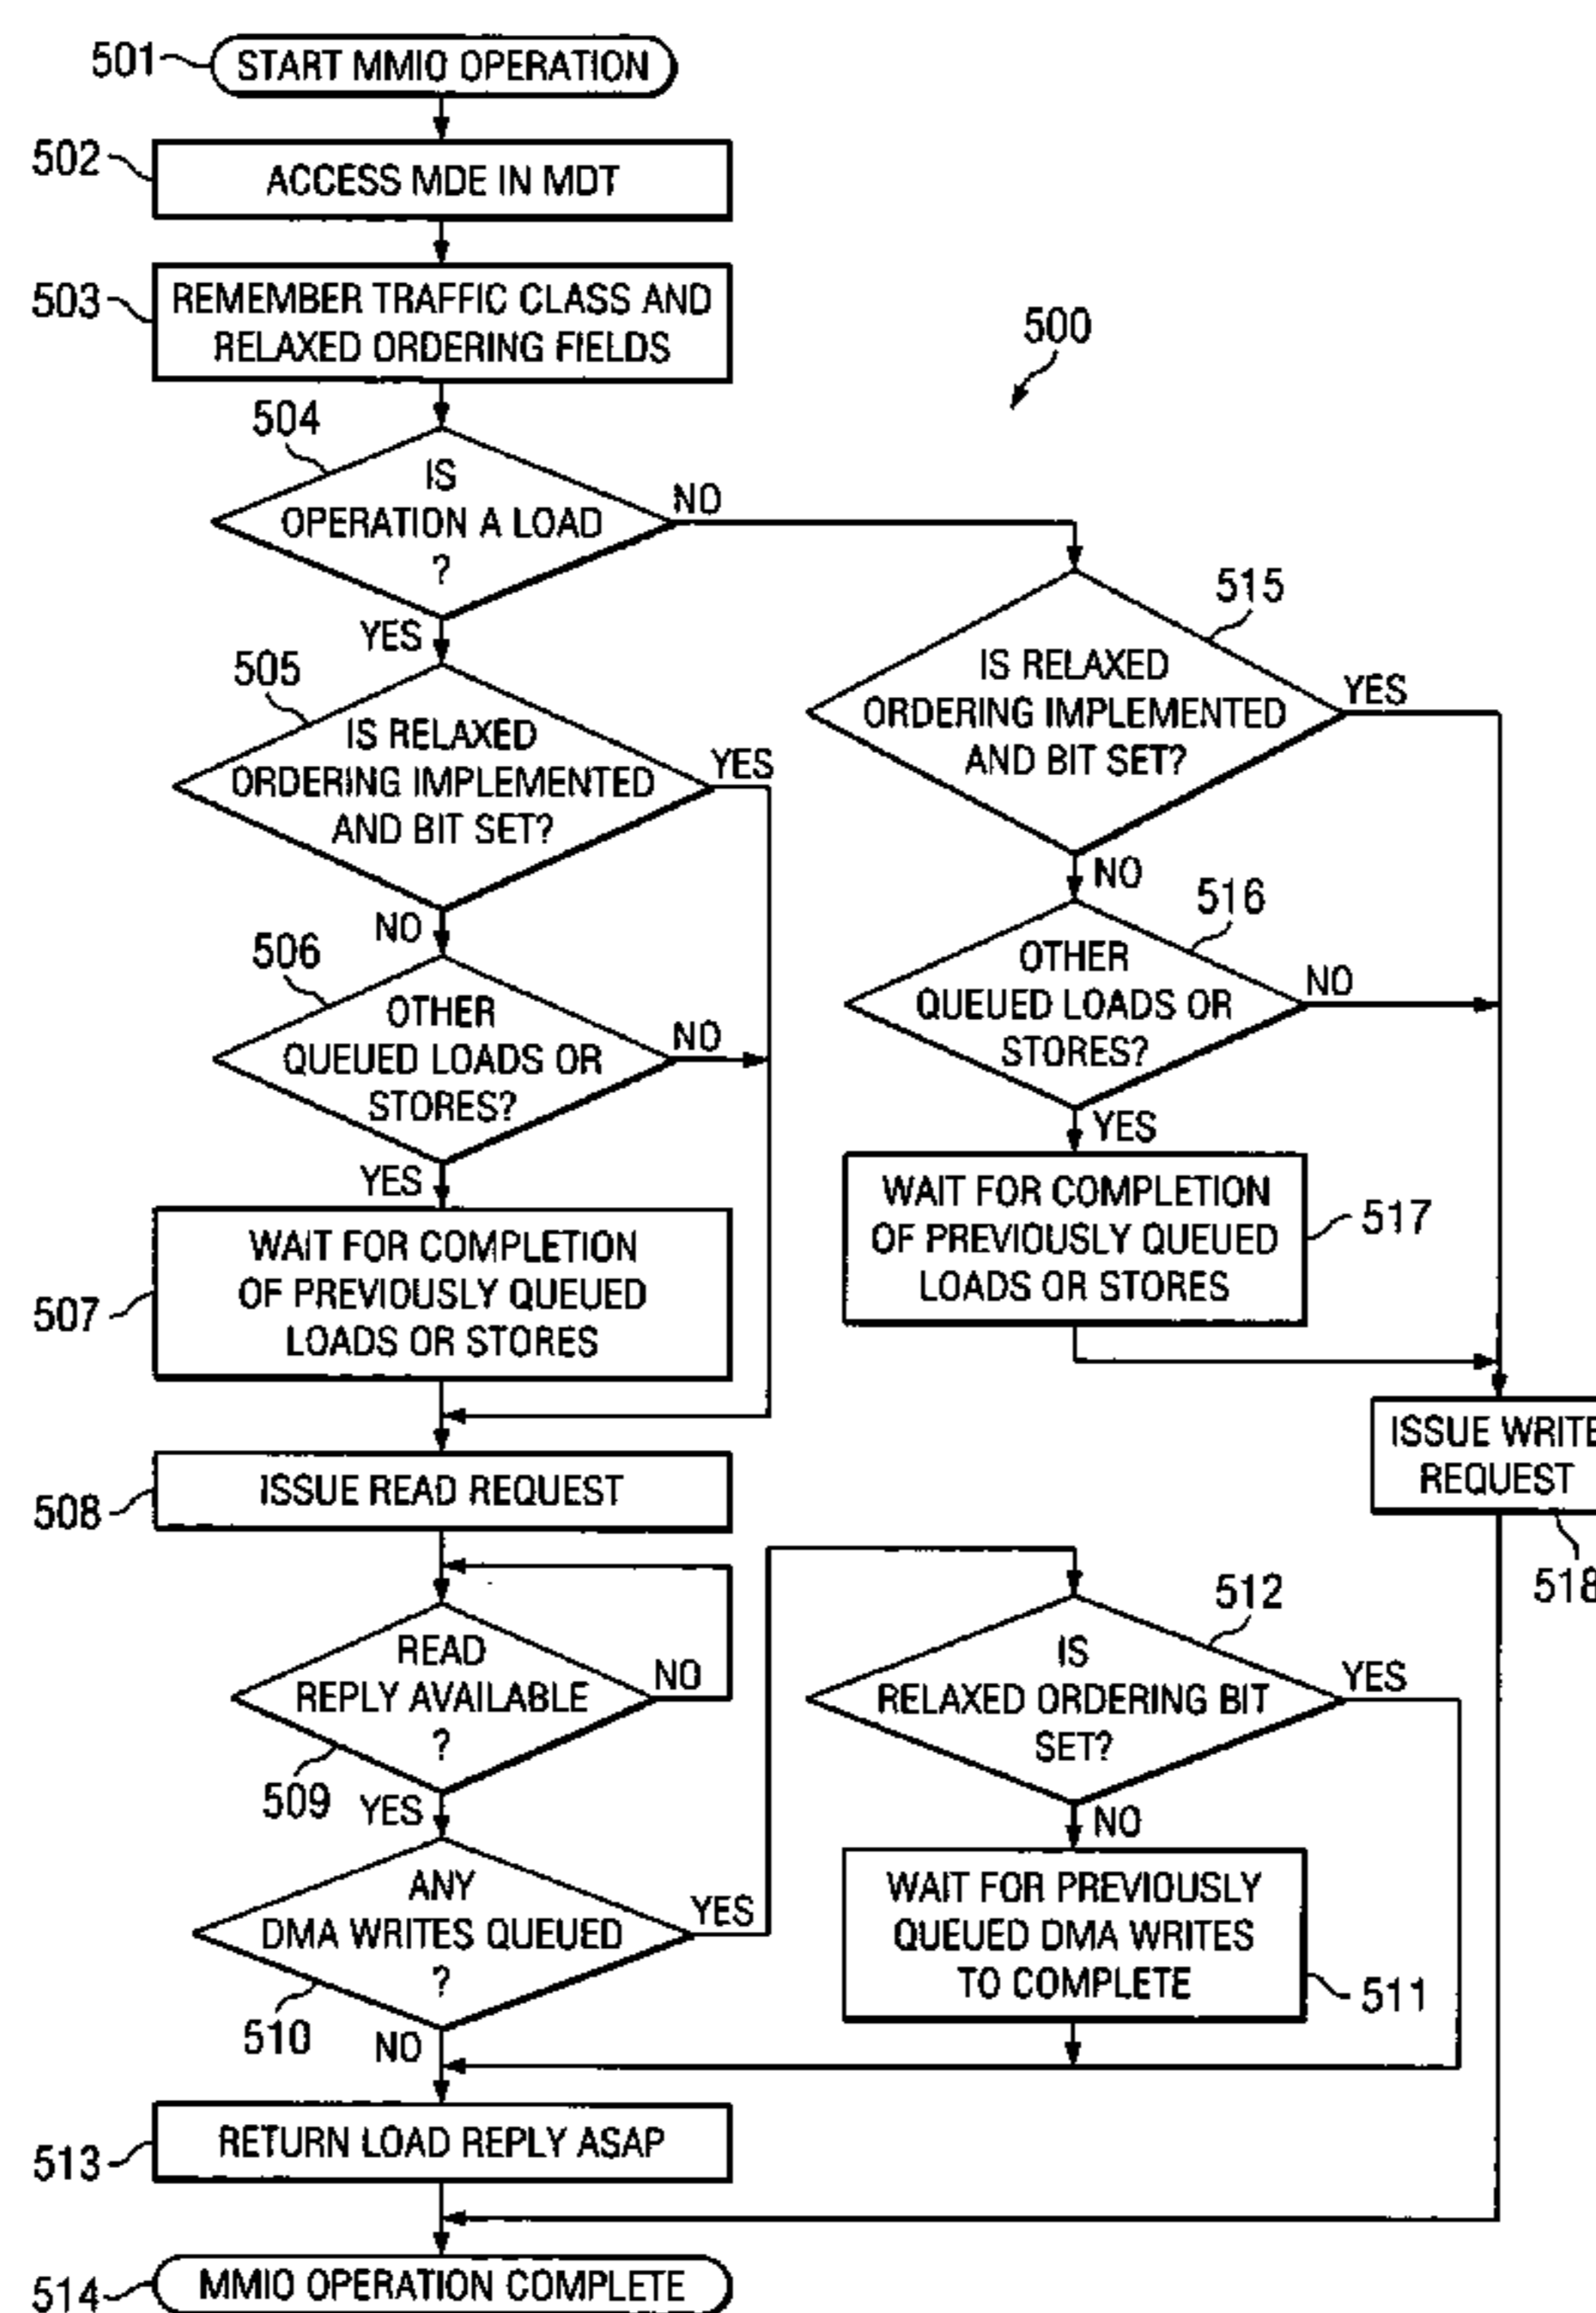 501
START MMIO OPERATION
502
ACCESS MDE IN MDT
503
REMEMBER TRAFFIC CLASS AND
RELAXED ORDERING FIELDS
500
504
IS
OPERATION A LOAD
?
NO
YES
515
IS RELAXED
ORDERING IMPLEMENTED
AND BIT SET?
YES
NO
505
IS RELAXED
ORDERING IMPLEMENTED
AND BIT SET?
YES
NO
516
OTHER
QUEUED LOADS OR
STORES?
NO
YES
506
OTHER
QUEUED LOADS OR
STORES?
NO
YES
WAIT FOR COMPLETION
OF PREVIOUSLY QUEUED
LOADS OR STORES
517
507
WAIT FOR COMPLETION
OF PREVIOUSLY QUEUED
LOADS OR STORES
ISSUE WRITE
REQUEST
518
508
ISSUE READ REQUEST
READ
REPLY AVAILABLE
?
NO
509
YES
512
IS
RELAXED ORDERING BIT
SET?
YES
NO
ANY
DMA WRITES QUEUED
?
YES
510
NO
WAIT FOR PREVIOUSLY
QUEUED DMA WRITES
TO COMPLETE
511
513
RETURN LOAD REPLY ASAP
514
MMIO OPERATION COMPLETE